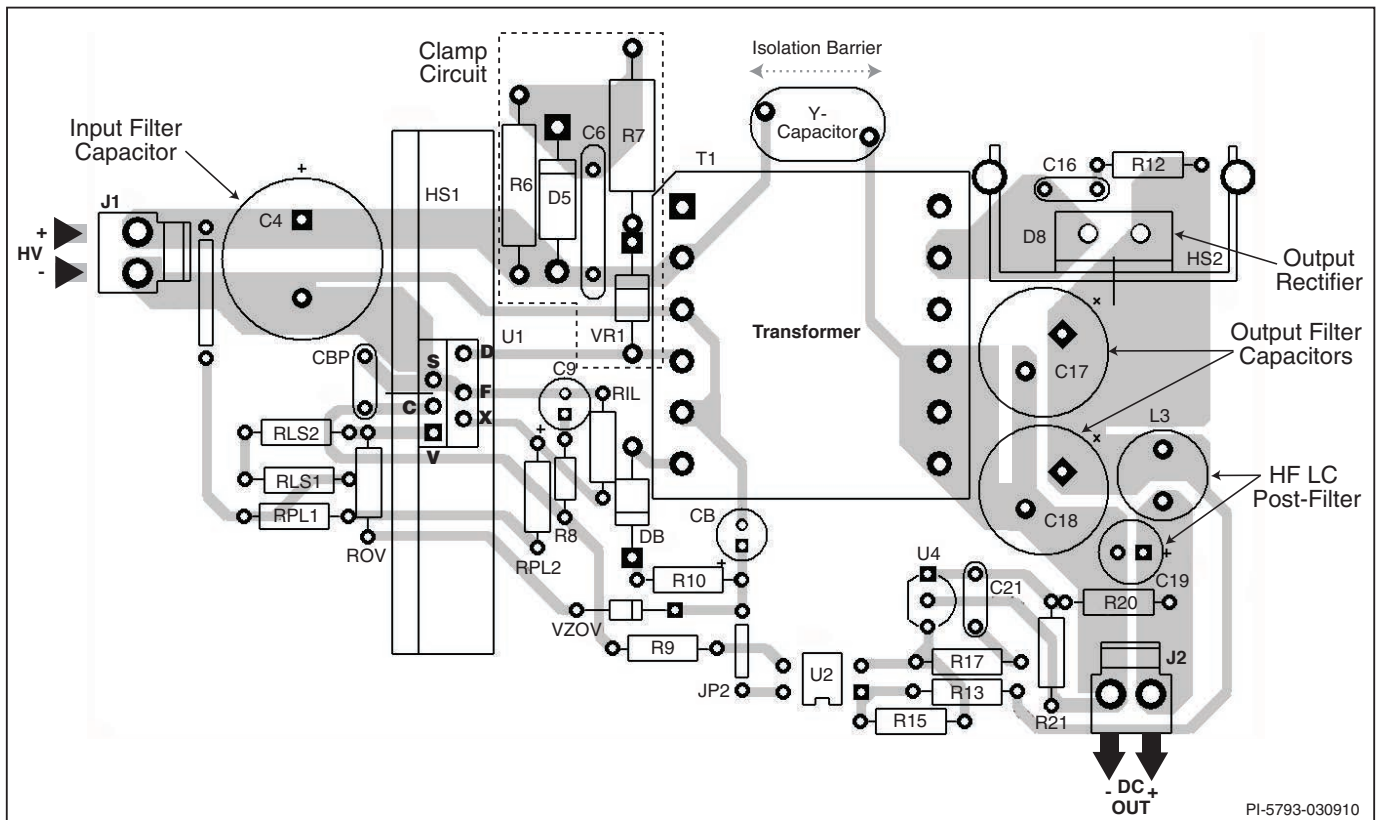 Clamp
Circuit
Isolation Barrier
Y-
Capacitor
Input Filter
Capacitor
+
C6
R7
R6
D5
T1
C16
R12
J1
HS1
C4
+
HV
-
D8
HS2
Output
Rectifier
Transformer
U1
VR1
Output Filter
Capacitors
×
C17
CBP
S
D
F
C
X
V
C9
RIL
RLS2
RLS1
RPL1
ROV
+
RPL2
R8
DB
CB
+
×
C18
L3
HF LC
Post-Filter
+
C19
R10
U4
C21
R20
VZOV
R9
JP2
U2
R17
R13
R15
R21
J2
- DC +
OUT
PI-5793-030910